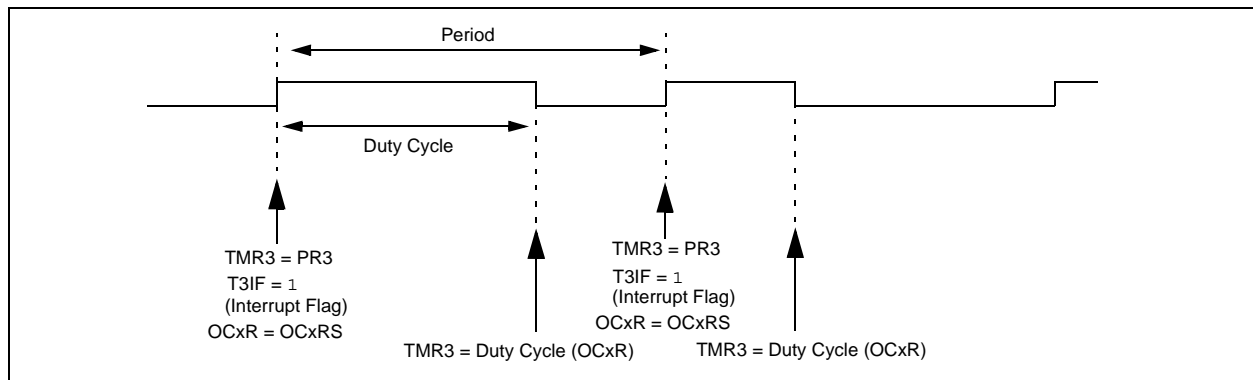 Period
Duty Cycle
TMR3 = PR3
T3IF = 1
(Interrupt Flag)
OCxR = OCxRS
TMR3 = Duty Cycle (OCxR)
TMR3 = PR3
T3IF = 1
(Interrupt Flag)
OCxR = OCxRS
TMR3 = Duty Cycle (OCxR)